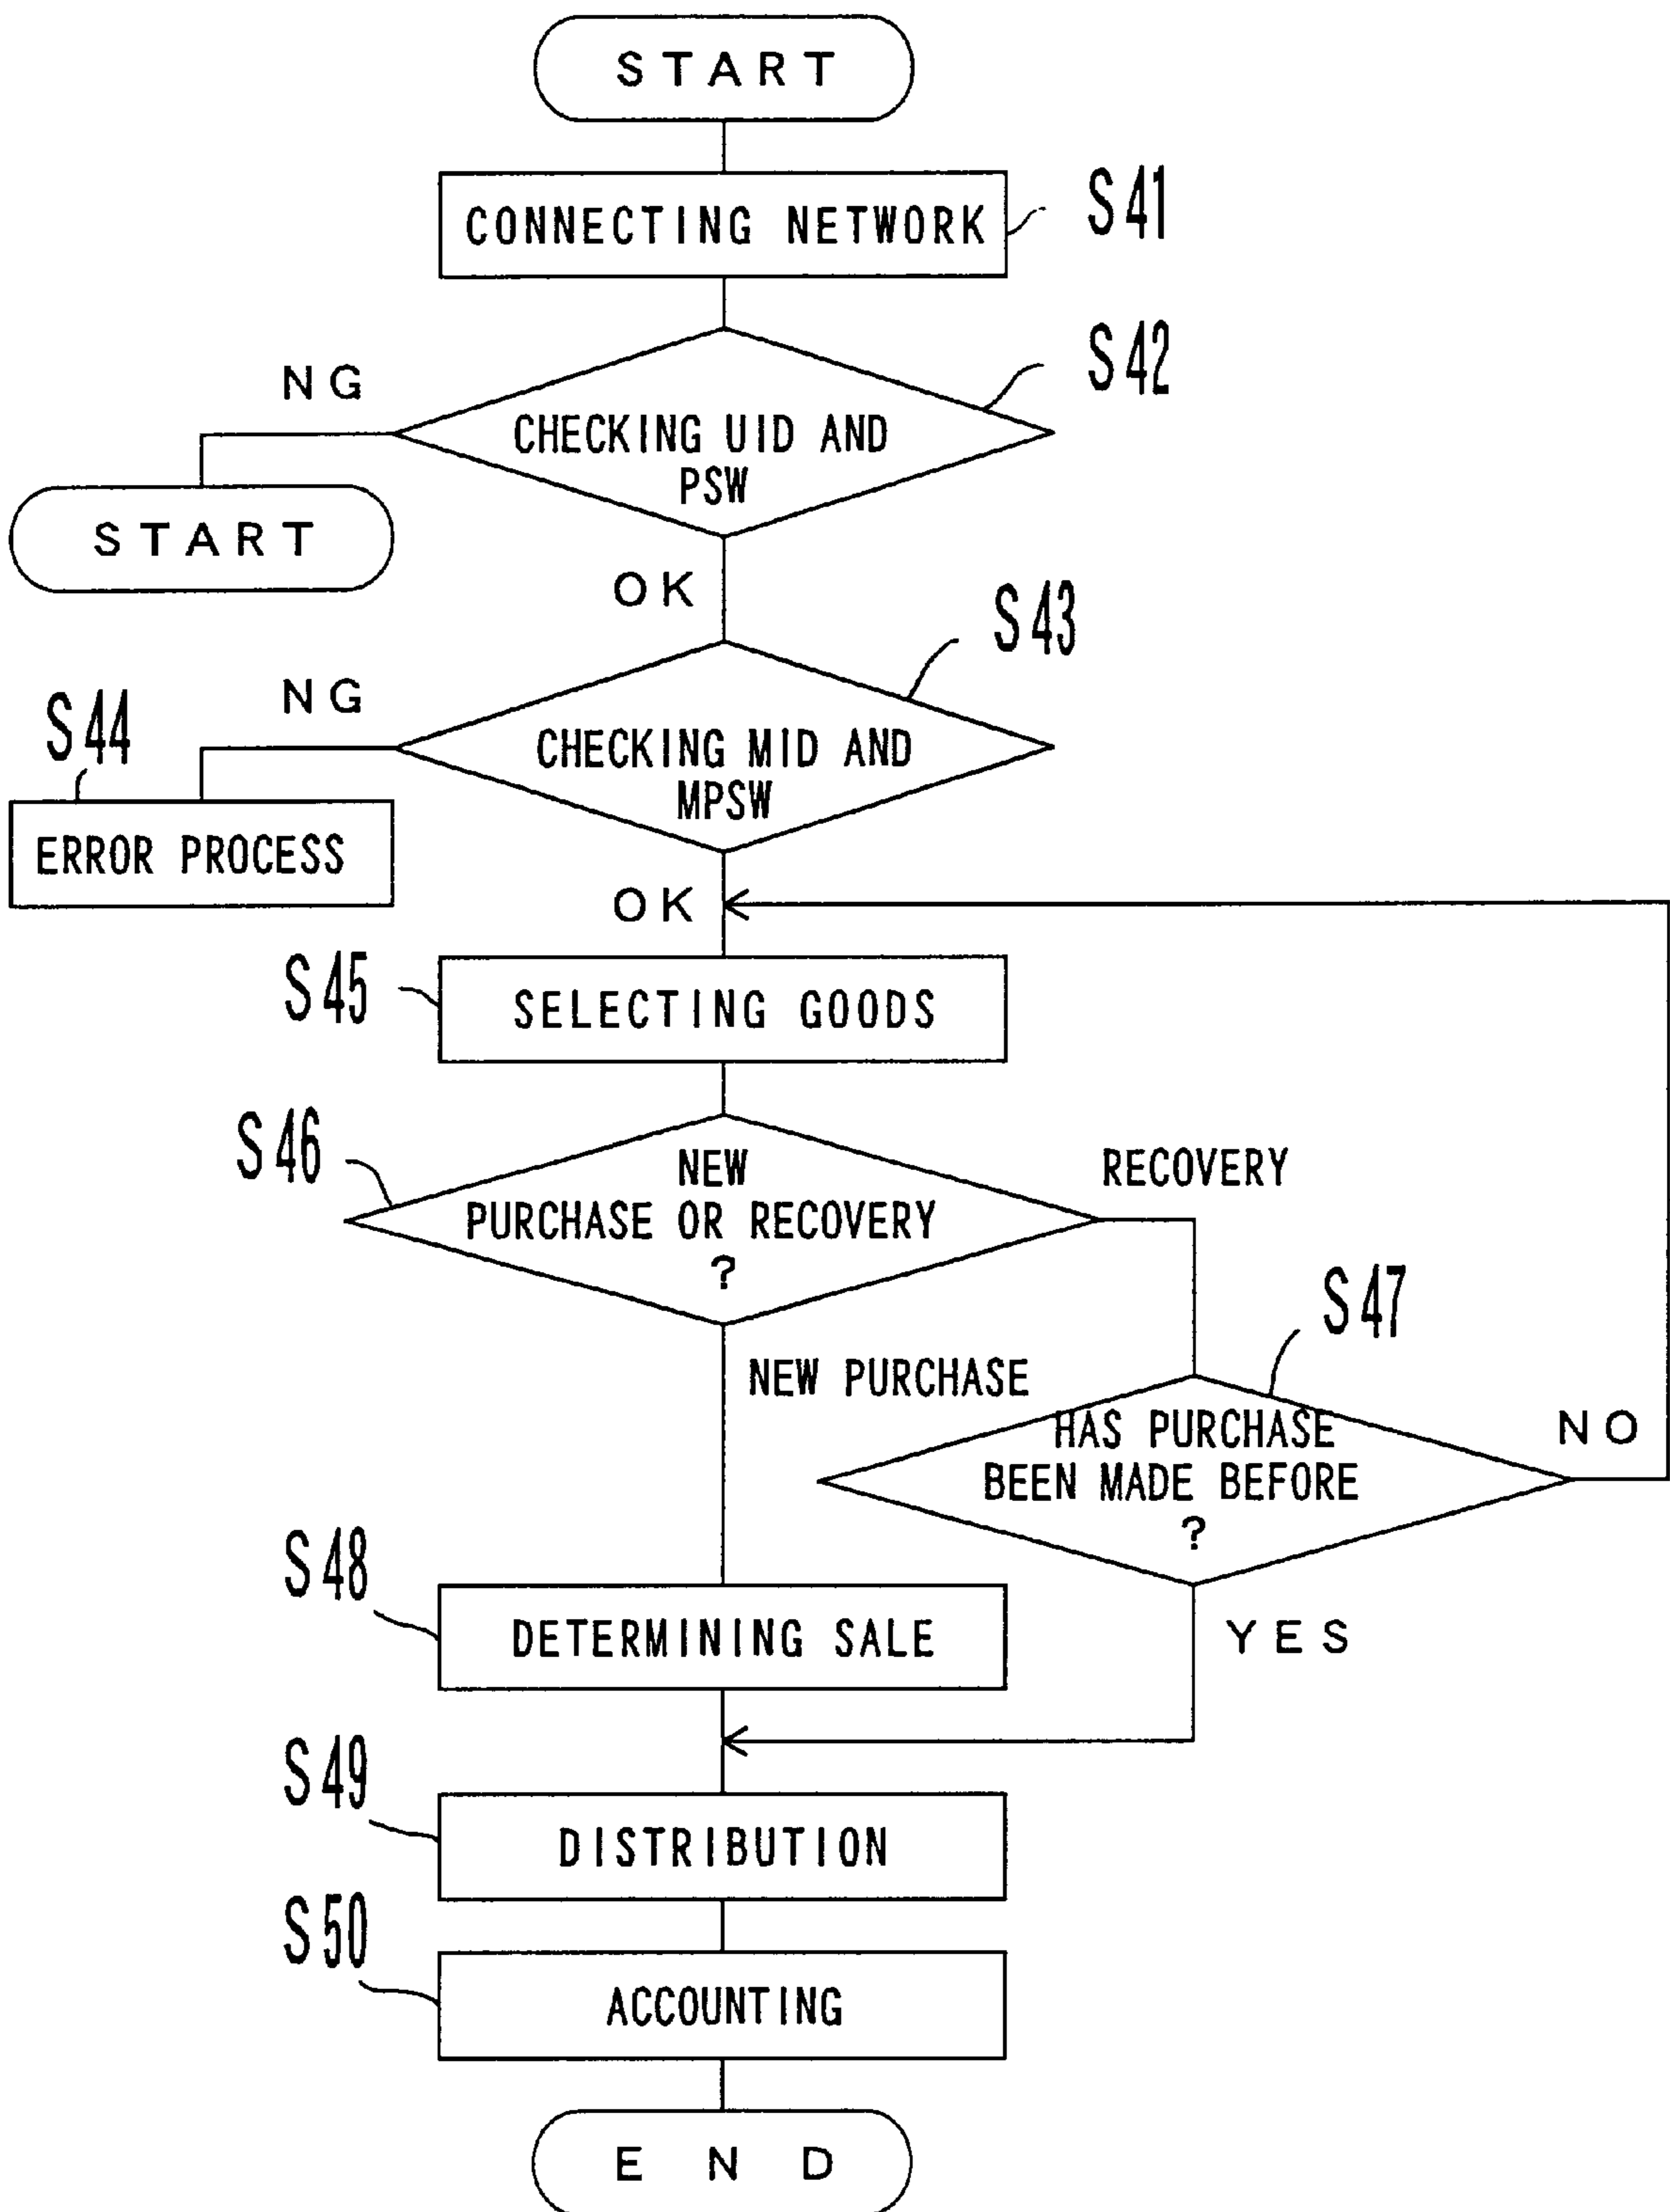 START
CONNECTING NETWORK
S41
S42
NG
CHECKING UID AND
PSW
START
OK
S43
NG
S44
CHECKING MID AND
MPSW
ERROR PROCESS
OK
S45
SELECTING GOODS
S46
NEW
PURCHASE OR RECOVERY
?
RECOVERY
S47
NEW PURCHASE
HAS PURCHASE
BEEN MADE BEFORE
?
NO
S48
DETERMINING SALE
YES
S49
DISTRIBUTION
S50
ACCOUNTING
END